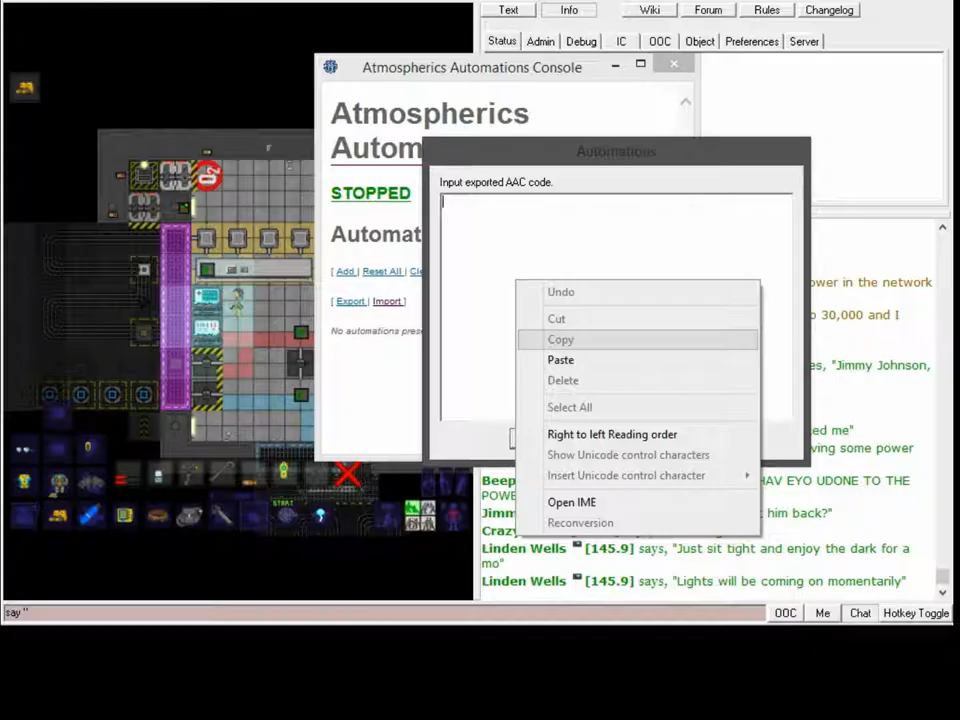 Text Info Wiki Forum Rules Changelog
Status Admin Debug IC OOC Object Preferences Server
Atmospherics Automations Console
Atmospherics
Autom
STOPPED
Automat
[ Add | Reset All | Cle
[ Export | Import ]
No automations prese
Automations
Input exported AAC code.
Undo
Cut
Copy
Paste
Delete
Select All
Right to left Reading order
Show Unicode control characters
Insert Unicode control character
Open IME
Reconversion
ower in the network
o 30,000 and I
es, "Jimmy Johnson,
ked me"
ving some power
Beep
HAV EYO UDONE TO THE
POWE
Jimm
him back?"
Crazy
Linden Wells [145.9] says, "Just sit tight and enjoy the dark for a
mo"
Linden Wells [145.9] says, "Lights will be coming on momentarily"
START
say "
OOC Me Chat Hotkey Toggle